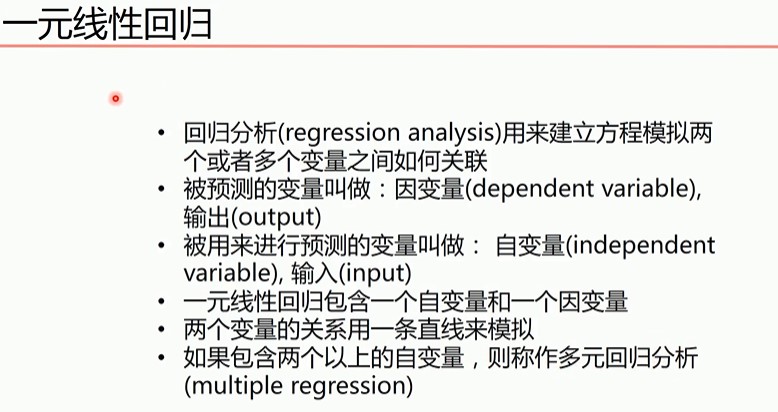 一元线性回归
• 回归分析(regression analysis)用来建立方程模拟两
个或者多个变量之间如何关联
• 被预测的变量叫做：因变量(dependent variable),
输出(output)
• 被用来进行预测的变量叫做： 自变量(independent
variable), 输入(input)
• 一元线性回归包含一个自变量和一个因变量
• 两个变量的关系用一条直线来模拟
• 如果包含两个以上的自变量，则称作多元回归分析
(multiple regression)